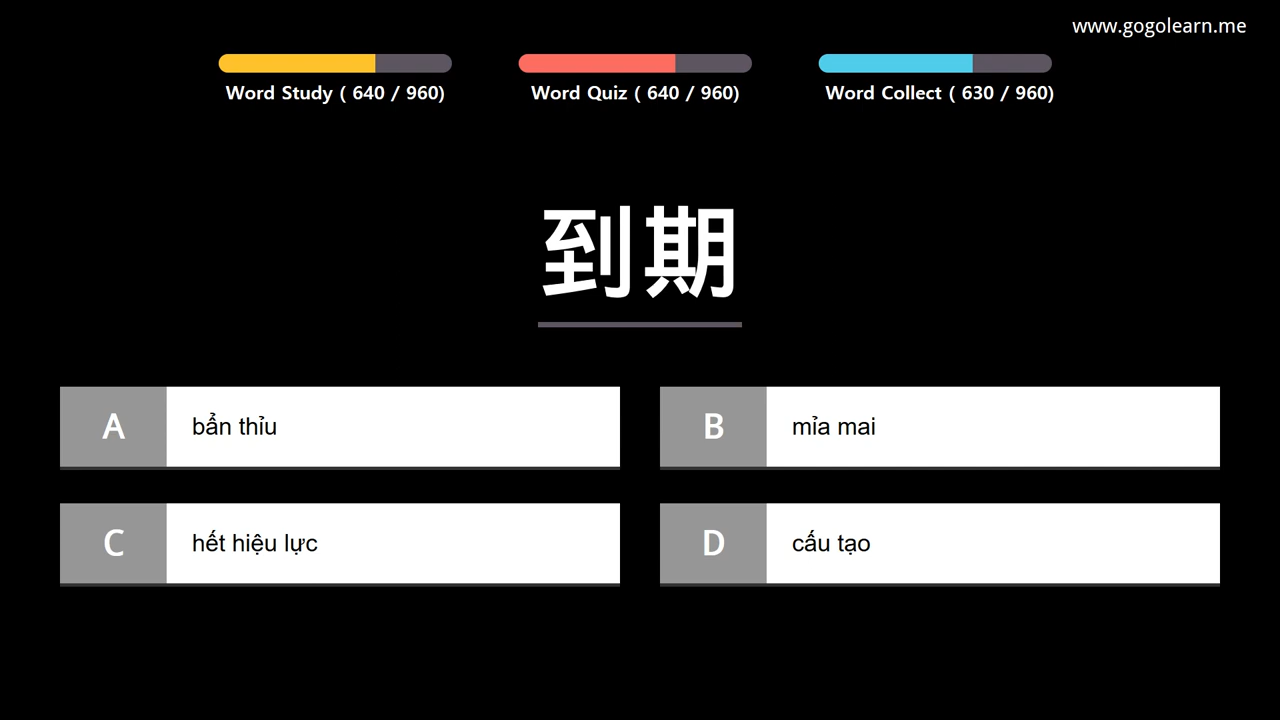 www.gogolearn.me
Word Study ( 640 / 960)
Word Quiz ( 640 / 960)
Word Collect ( 630 / 960)
到期
A bẩn thỉu
B mỉa mai
C hết hiệu lực
D cấu tạo